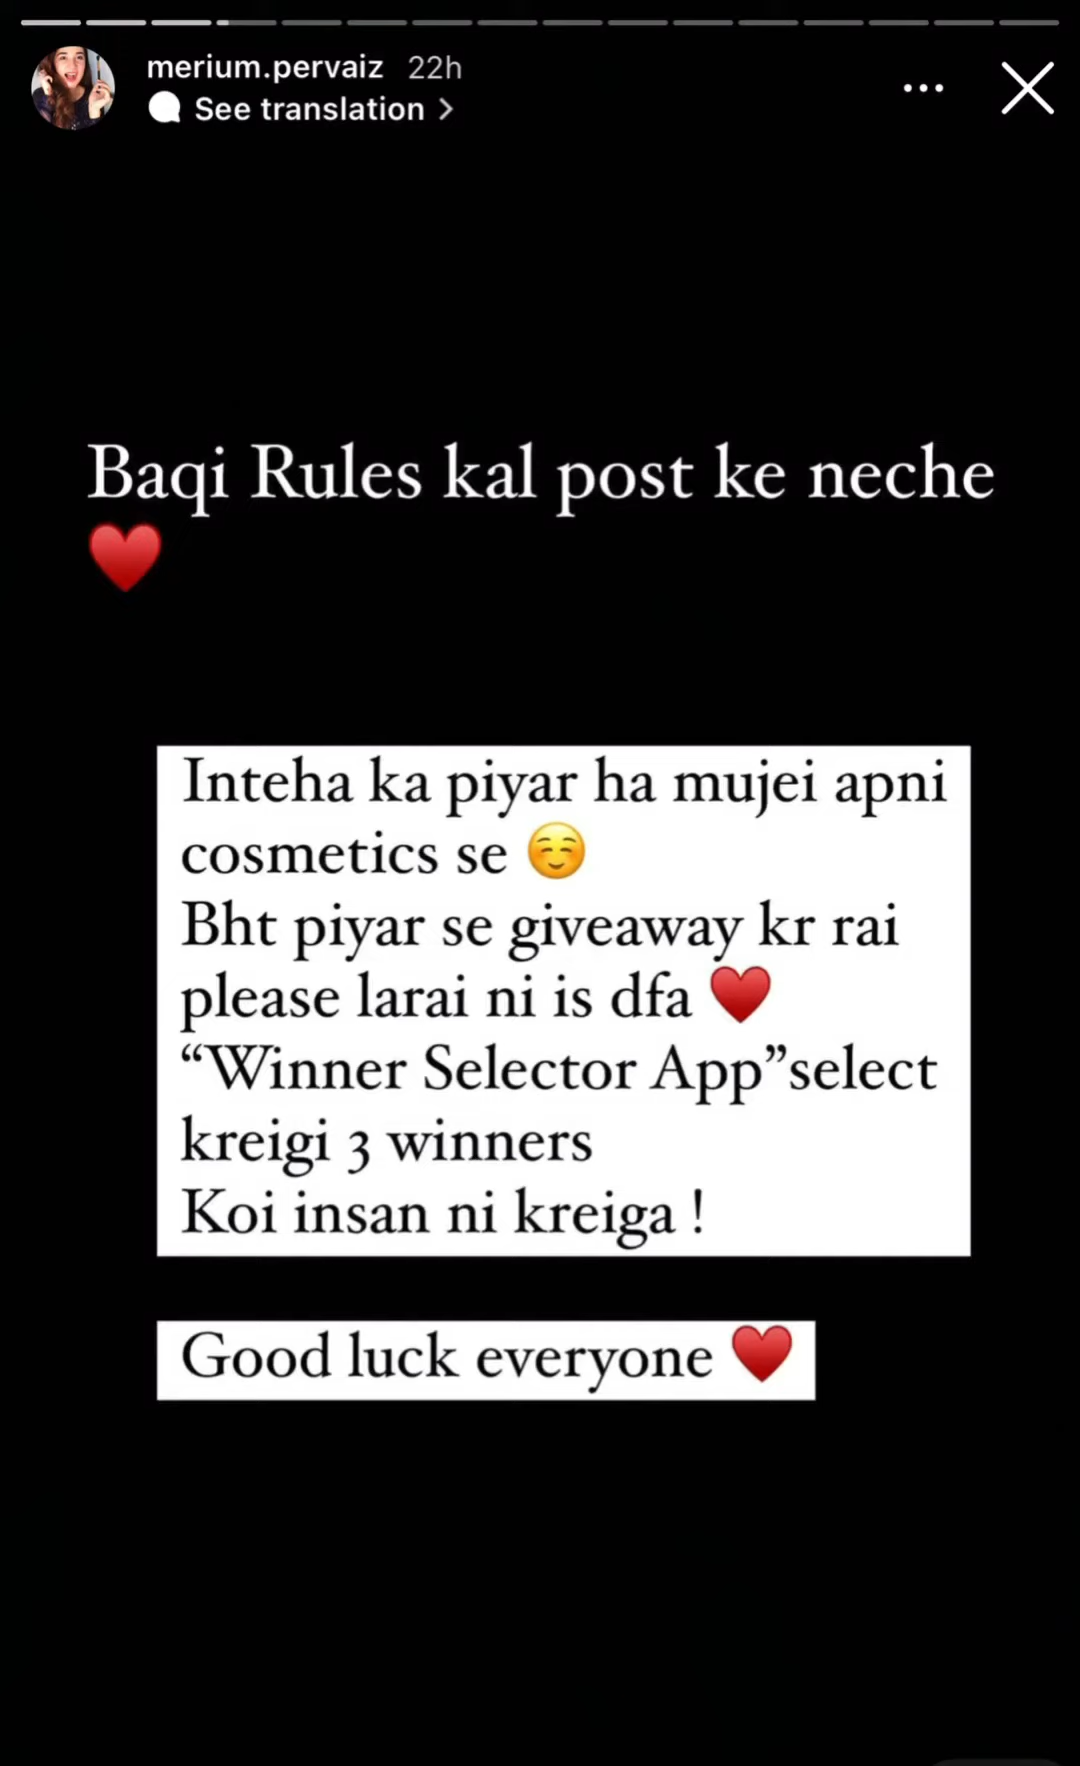 merium.pervaiz 22h
See translation >
Baqi Rules kal post ke neche
♥️
Inteha ka piyar ha mujei apni
cosmetics se ☺️
Bht piyar se giveaway kr rai
please larai ni is dfa ♥️
“Winner Selector App”select
kreigi 3 winners
Koi insan ni kreiga !
Good luck everyone ♥️